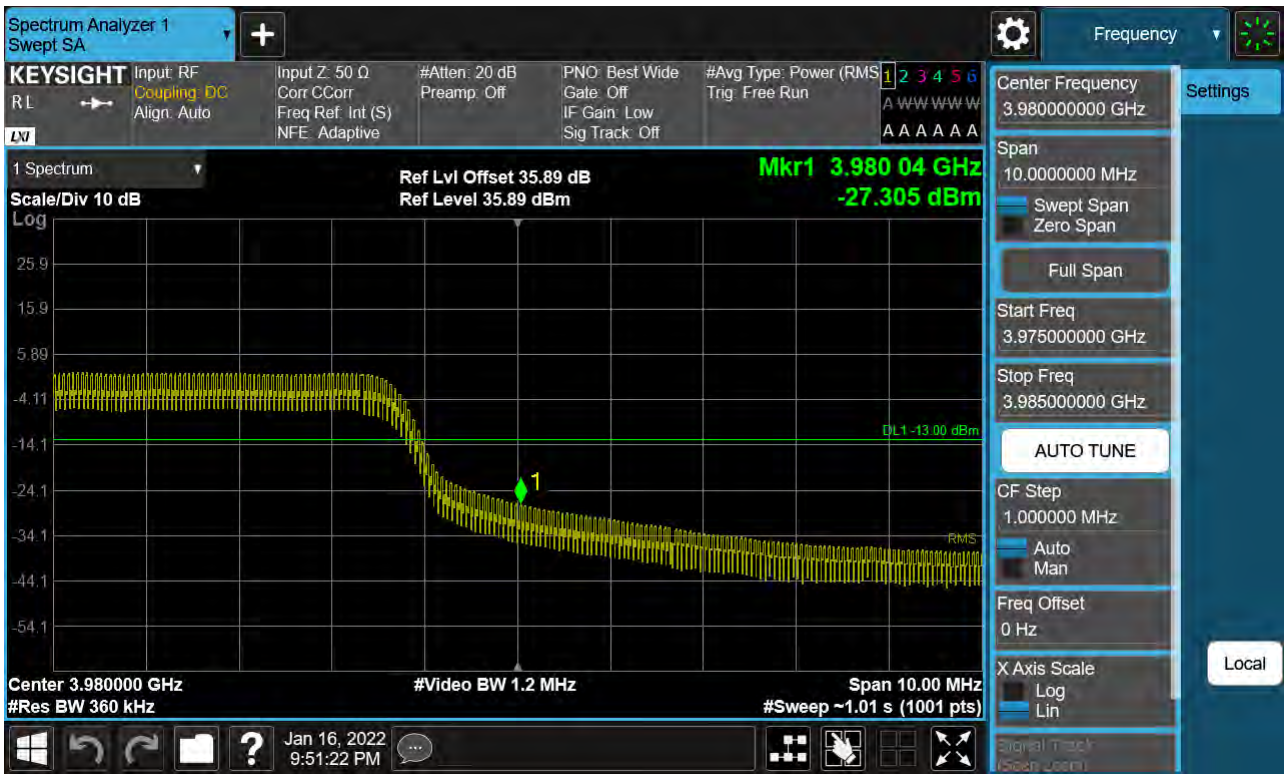 Spectrum Analyzer 1
Swept SA
+
Frequency
KEYSIGHT
RL
LXI
Input: RF
Coupling: DC
Align: Auto
Input Z: 50 Ω
Corr CCorr
Freq Ref: Int (S)
NFE: Adaptive
#Atten: 20 dB
Preamp: Off
PNO: Best Wide
Gate: Off
IF Gain: Low
Sig Track: Off
#Avg Type: Power (RMS
Trig: Free Run
1 2 3 4 5 6
A W W W W W
A A A A A A
1 Spectrum
Scale/Div 10 dB
Log
Ref Lvl Offset 35.89 dB
Ref Level 35.89 dBm
Mkr1 3.980 04 GHz
-27.305 dBm
25.9
15.9
5.89
-4.11
-14.1
-24.1
-34.1
-44.1
-54.1
DL1 -13.00 dBm
1
RMS
Center 3.980000 GHz
#Res BW 360 kHz
#Video BW 1.2 MHz
Span 10.00 MHz
#Sweep ~1.01 s (1001 pts)
Center Frequency
3.980000000 GHz
Span
10.0000000 MHz
Swept Span
Zero Span
Full Span
Start Freq
3.975000000 GHz
Stop Freq
3.985000000 GHz
AUTO TUNE
CF Step
1.000000 MHz
Auto
Man
Freq Offset
0 Hz
X Axis Scale
Log
Lin
Signal Track
(Span Zoom)
Settings
Local
?
Jan 16, 2022
9:51:22 PM